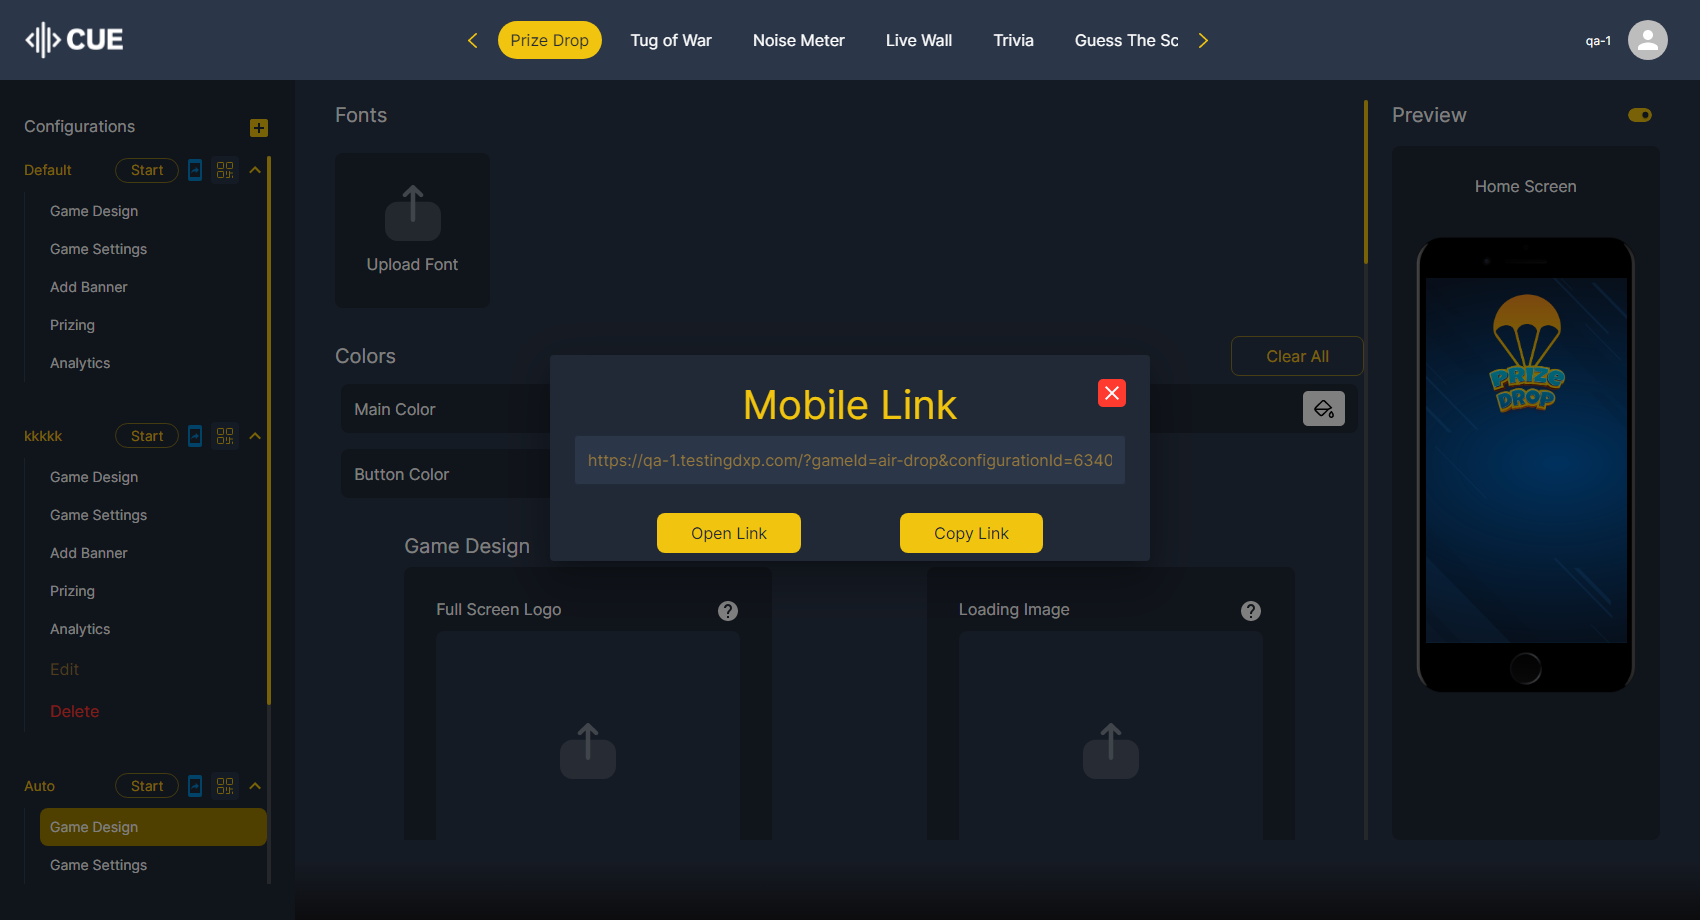 CUE
Prize Drop
Tug of War
Noise Meter
Live Wall
Trivia
Guess The Sc
qa-1
Configurations
Default
Start
Game Design
Game Settings
Add Banner
Prizing
Analytics
kkkkk
Start
Game Design
Game Settings
Add Banner
Prizing
Analytics
Edit
Delete
Auto
Start
Game Design
Game Settings
Fonts
Upload Font
Colors
Clear All
Main Color
Button Color
Mobile Link
https://qa-1.testingdxp.com/?gameId=air-drop&configurationId=6340
Open Link
Copy Link
Game Design
Full Screen Logo
?
Loading Image
?
Preview
Home Screen
PRIZE
DROP